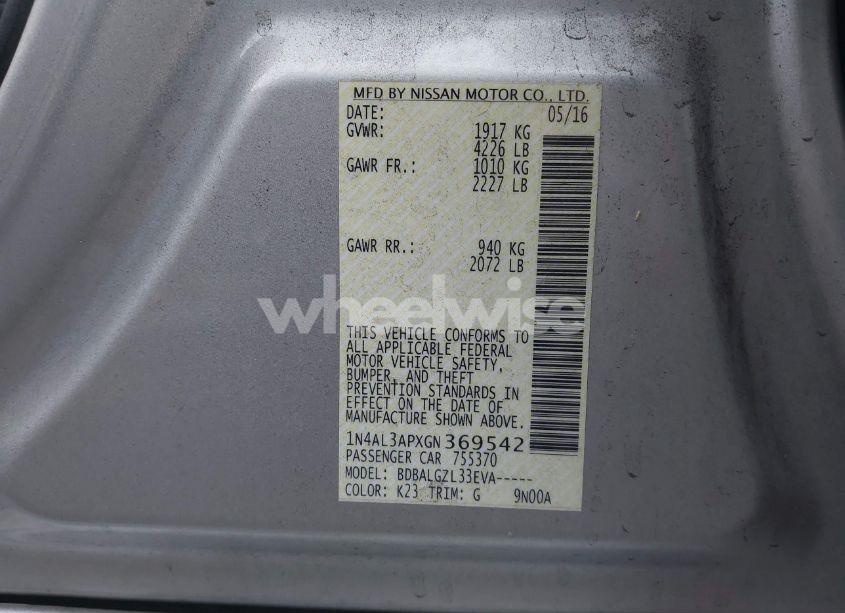 MFD BY NISSAN MOTOR CO., LTD.
DATE: 05/16
GVWR: 1917 KG
4226 LB
GAWR FR.: 1010 KG
2227 LB
GAWR RR.: 940 KG
2072 LB
wheelwise
THIS VEHICLE CONFORMS TO
ALL APPLICABLE FEDERAL
MOTOR VEHICLE SAFETY,
BUMPER, AND THEFT
PREVENTION STANDARDS IN
EFFECT ON THE DATE OF
MANUFACTURE SHOWN ABOVE.
1N4AL3APXGN369542
PASSENGER CAR 755370
MODEL: BDBALGZL33EVA-----
COLOR: K23 TRIM: G 9N00A